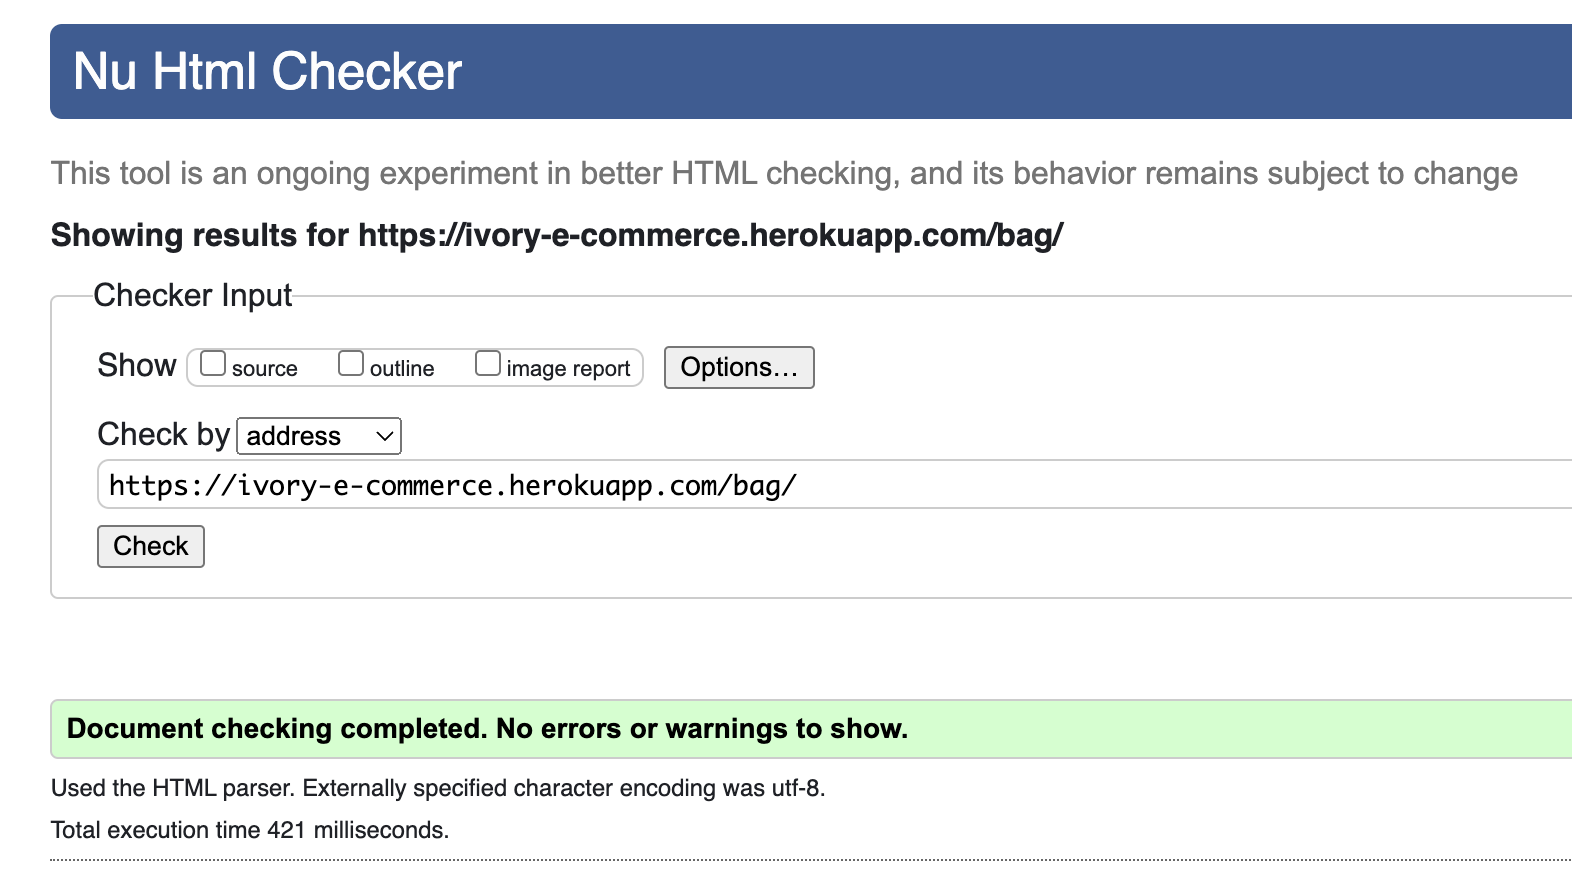 Nu Html Checker
This tool is an ongoing experiment in better HTML checking, and its behavior remains subject to change
Showing results for https://ivory-e-commerce.herokuapp.com/bag/
Checker Input
Show source outline image report Options...
Check by address
https://ivory-e-commerce.herokuapp.com/bag/
Check
Document checking completed. No errors or warnings to show.
Used the HTML parser. Externally specified character encoding was utf-8.
Total execution time 421 milliseconds.